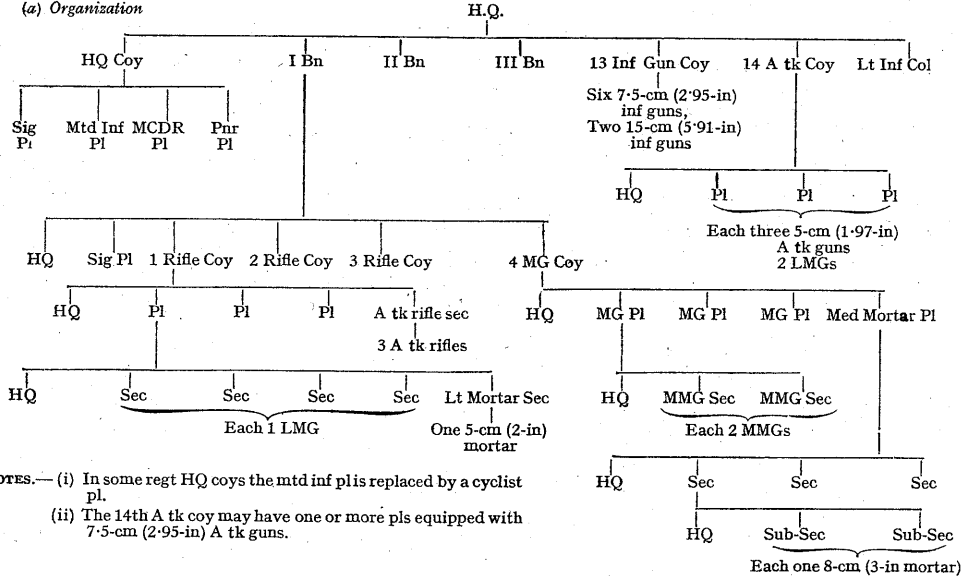 (a) Organization
H.Q.
HQ Coy
I Bn
II Bn
III Bn
13 Inf Gun Coy
14 A tk Coy
Lt Inf Col
Six 7·5-cm (2·95-in)
inf guns,
Two 15-cm (5·91-in)
inf guns
Sig
Pl
Mtd Inf
Pl
MCDR
Pl
Pnr
Pl
HQ
Pl
Pl
Pl
Each three 5-cm (1·97-in)
A tk guns
2 LMGs
HQ
Sig Pl
1 Rifle Coy
2 Rifle Coy
3 Rifle Coy
4 MG Coy
HQ
Pl
Pl
Pl
A tk rifle sec
3 A tk rifles
HQ
MG Pl
MG Pl
MG Pl
Med Mortar Pl
HQ
Sec
Sec
Sec
Sec
Lt Mortar Sec
Each 1 LMG
One 5-cm (2-in)
mortar
HQ
MMG Sec
MMG Sec
Each 2 MMGs
HQ
Sec
Sec
Sec
HQ
Sub-Sec
Sub-Sec
Each one 8-cm (3-in mortar)
OTES.— (i) In some regt HQ coys the mtd inf pl is replaced by a cyclist
pl.
(ii) The 14th A tk coy may have one or more pls equipped with
7·5-cm (2·95-in) A tk guns.